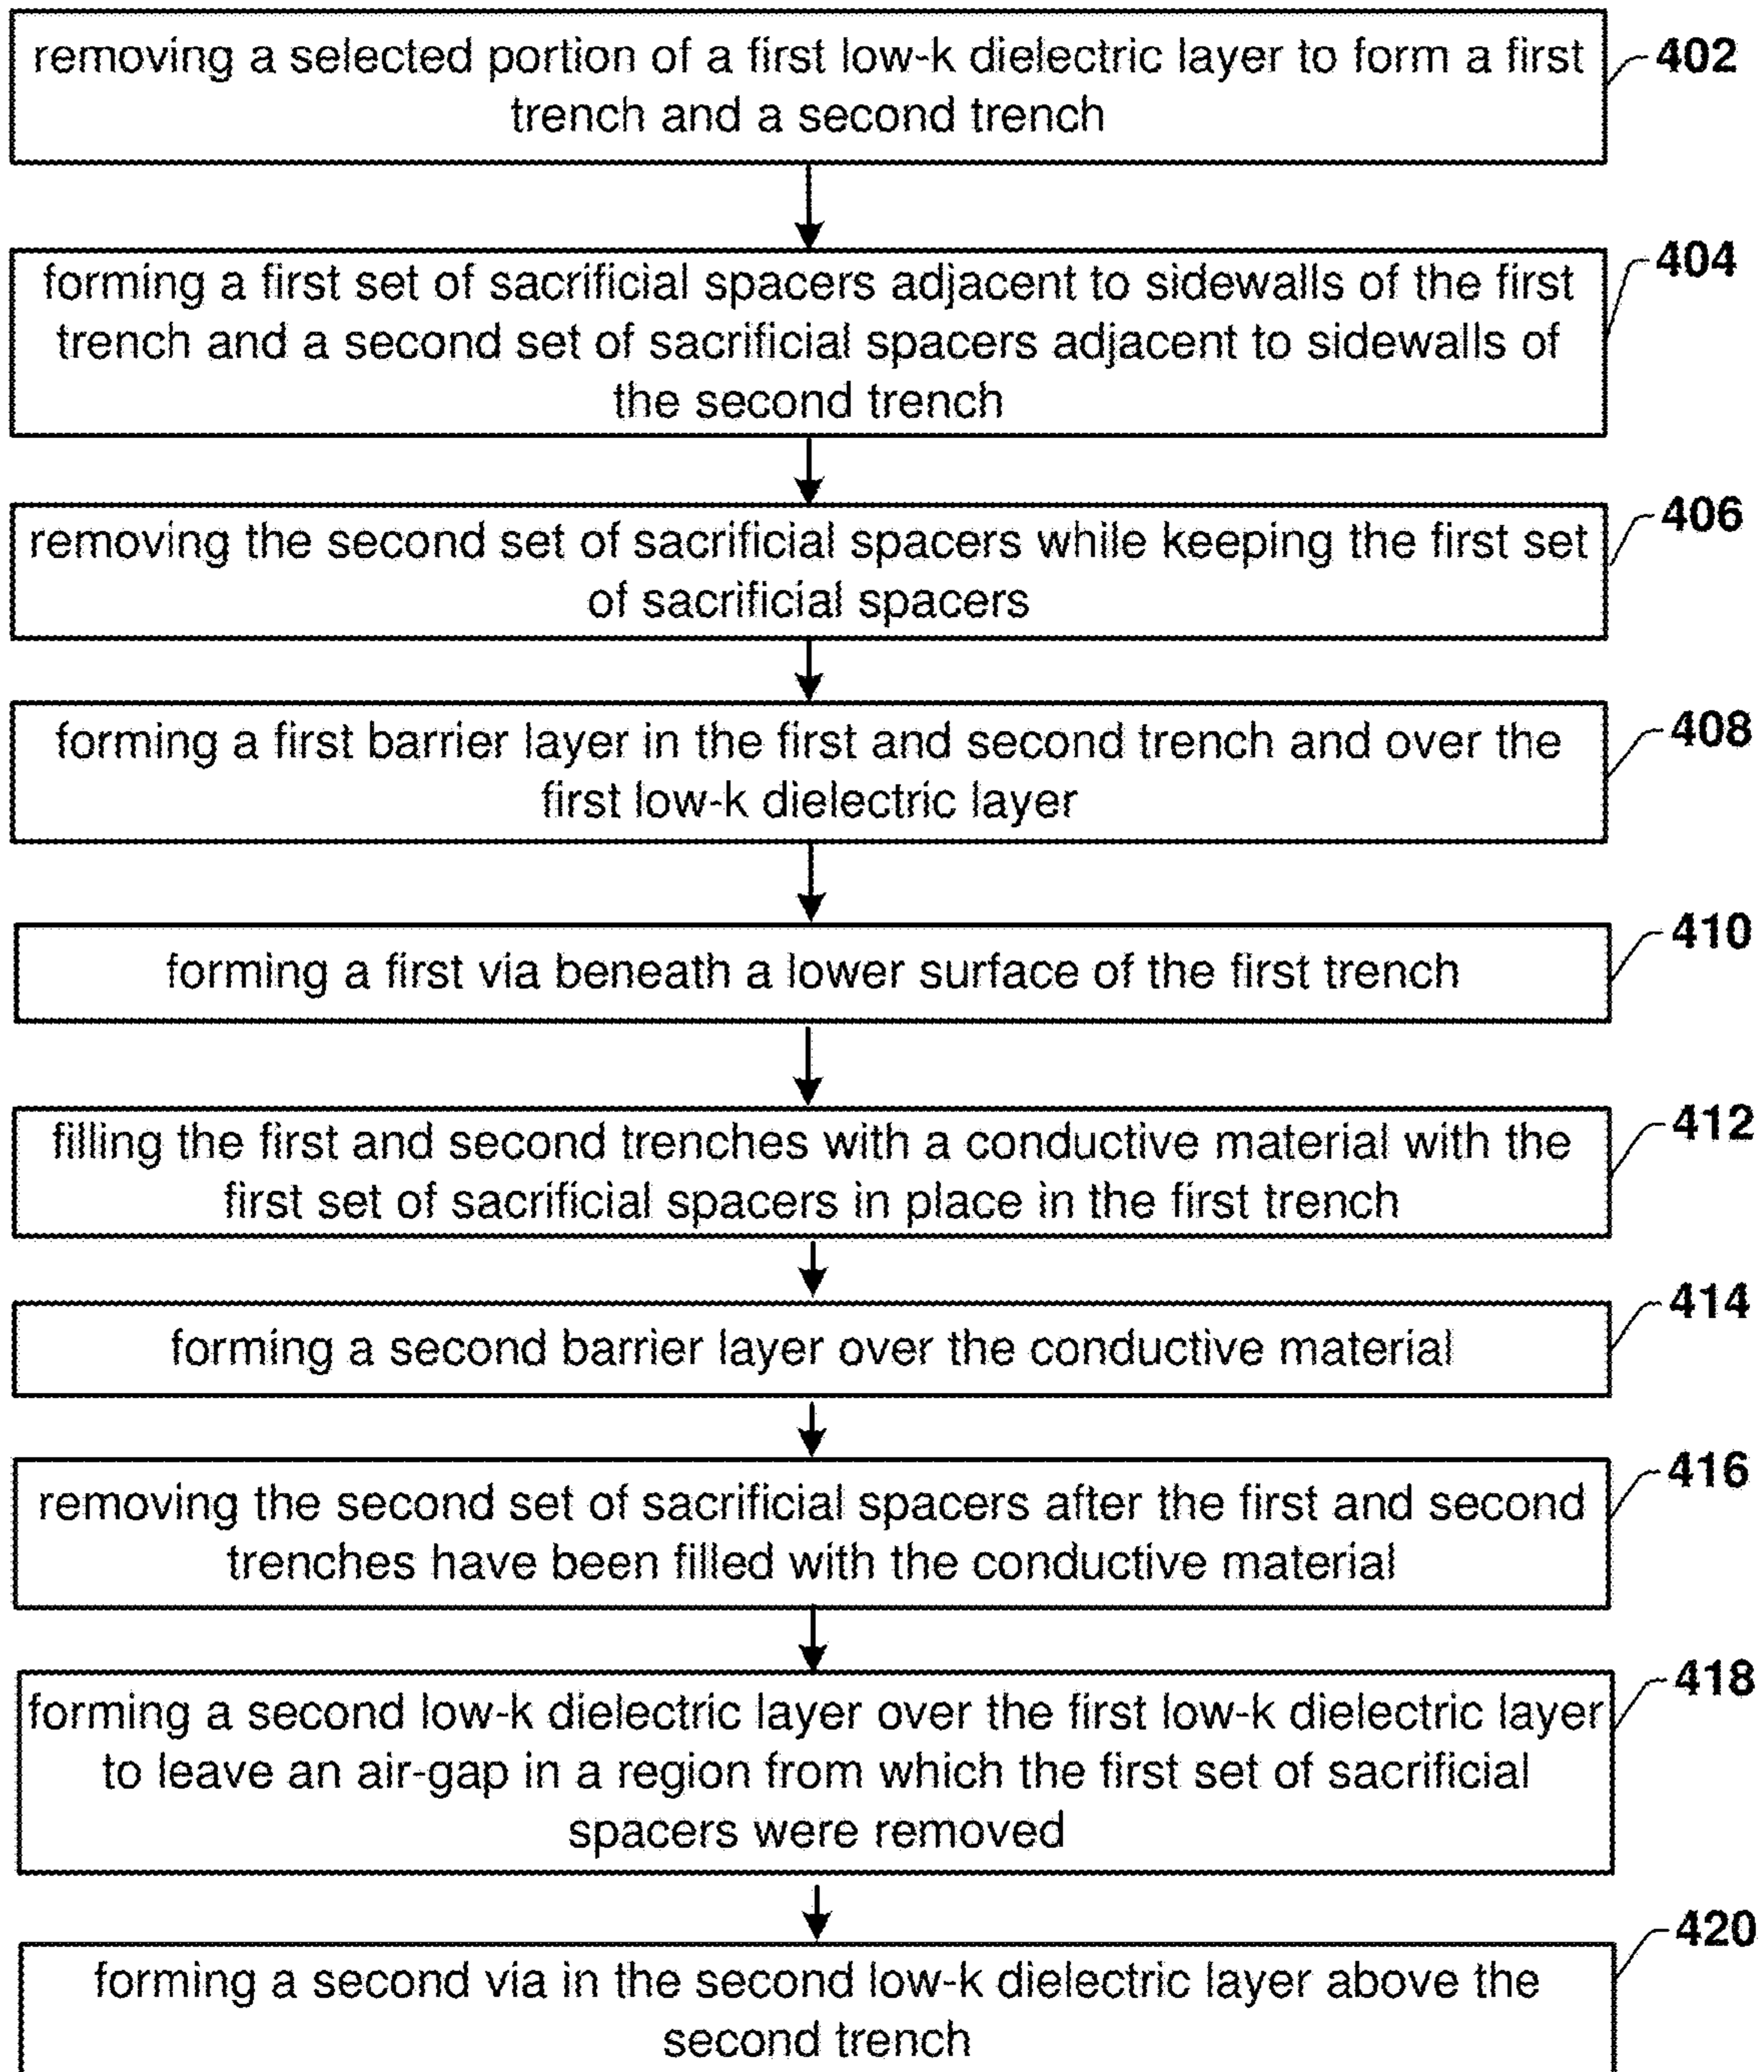 removing a selected portion of a first low-k dielectric layer to form a first
trench and a second trench
402
forming a first set of sacrificial spacers adjacent to sidewalls of the first
trench and a second set of sacrificial spacers adjacent to sidewalls of
the second trench
404
removing the second set of sacrificial spacers while keeping the first set
of sacrificial spacers
406
forming a first barrier layer in the first and second trench and over the
first low-k dielectric layer
408
forming a first via beneath a lower surface of the first trench
410
filling the first and second trenches with a conductive material with the
first set of sacrificial spacers in place in the first trench
412
forming a second barrier layer over the conductive material
414
removing the second set of sacrificial spacers after the first and second
trenches have been filled with the conductive material
416
forming a second low-k dielectric layer over the first low-k dielectric layer
to leave an air-gap in a region from which the first set of sacrificial
spacers were removed
418
forming a second via in the second low-k dielectric layer above the
second trench
420